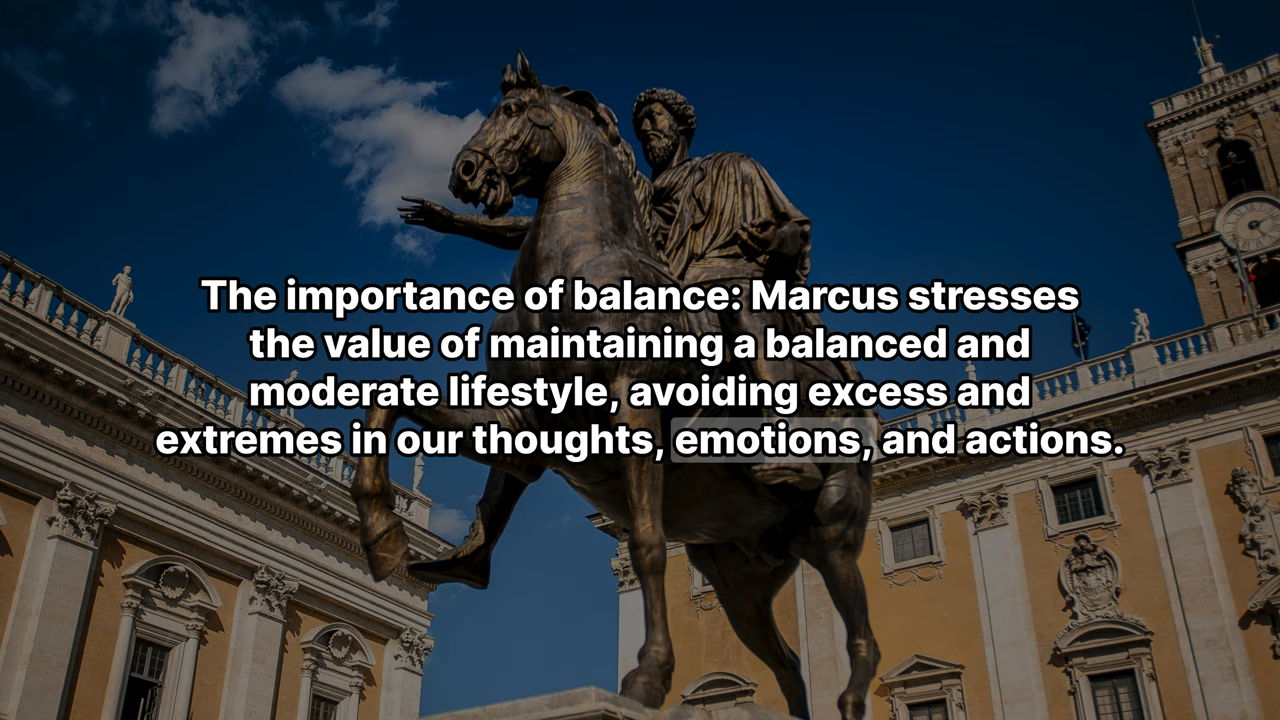 The importance of balance: Marcus stresses
the value of maintaining a balanced and
moderate lifestyle, avoiding excess and
extremes in our thoughts, emotions, and actions.